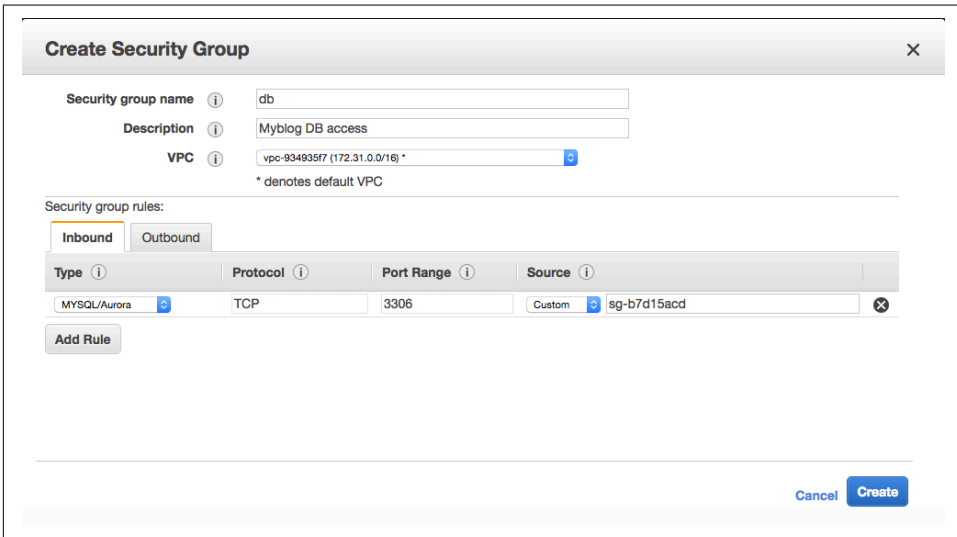 Create Security Group
Security group name i db
Description i Myblog DB access
VPC i vpc-934935f7 (172.31.0.0/16) *
* denotes default VPC
Security group rules:
Inbound Outbound
Type i Protocol i Port Range i Source i
MYSQL/Aurora TCP 3306 Custom sg-b7d15acd
Add Rule
Cancel Create